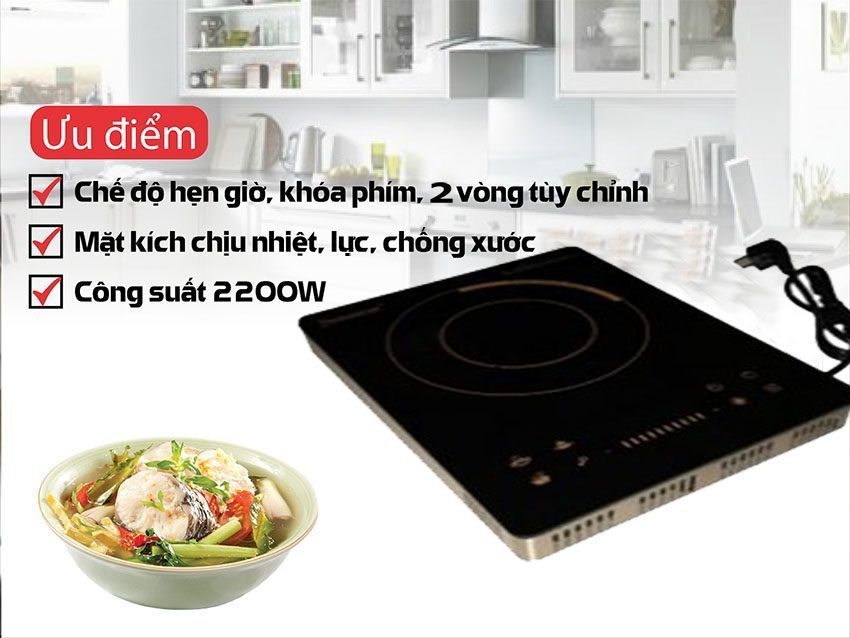 Ưu điểm
Chế độ hẹn giờ, khóa phím, 2 vòng tùy chỉnh
Mặt kích chịu nhiệt, lực, chống xước
Công suất 2200W